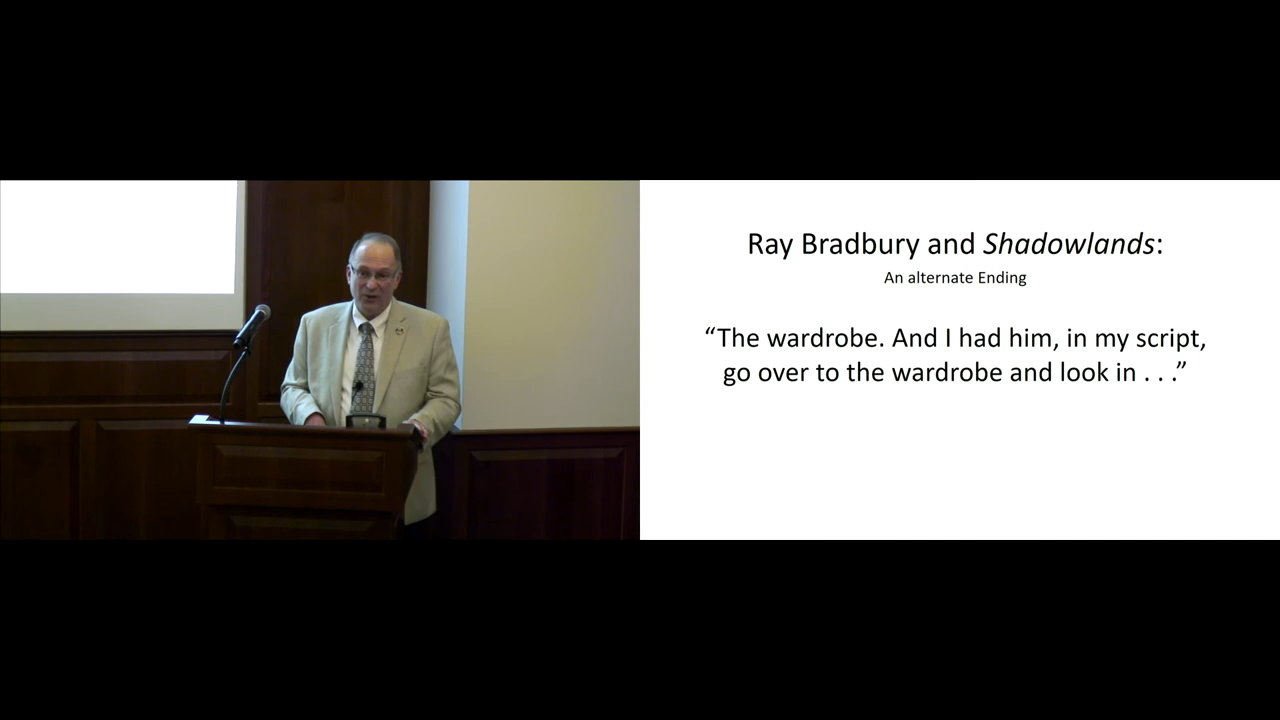 Ray Bradbury and Shadowlands:
An alternate Ending
“The wardrobe. And I had him, in my script,
go over to the wardrobe and look in . . .”